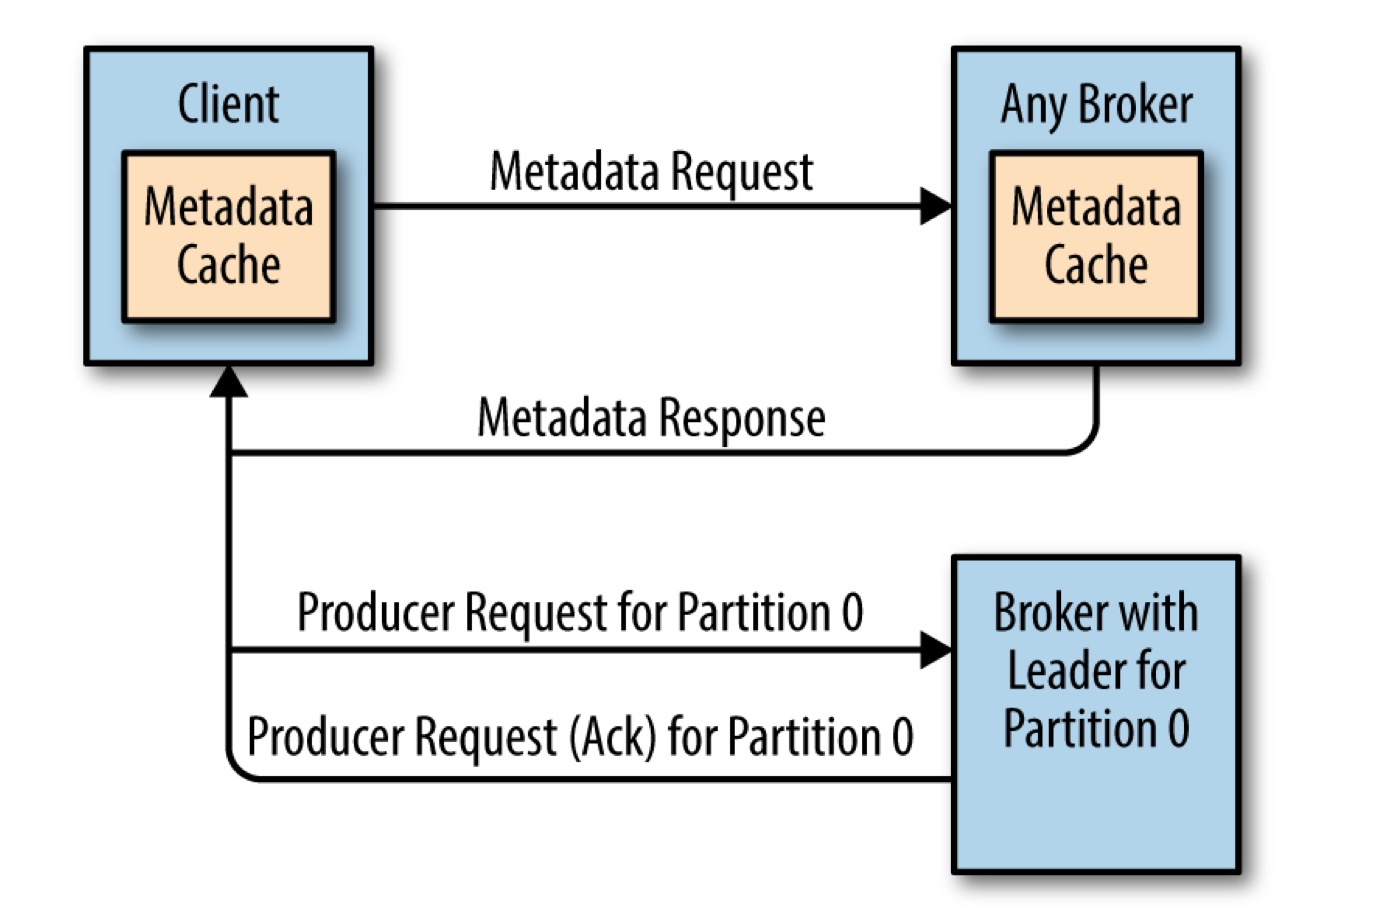 Client
Metadata
Cache
Metadata Request
Any Broker
Metadata
Cache
Metadata Response
Producer Request for Partition 0
Producer Request (Ack) for Partition 0
Broker with
Leader for
Partition 0